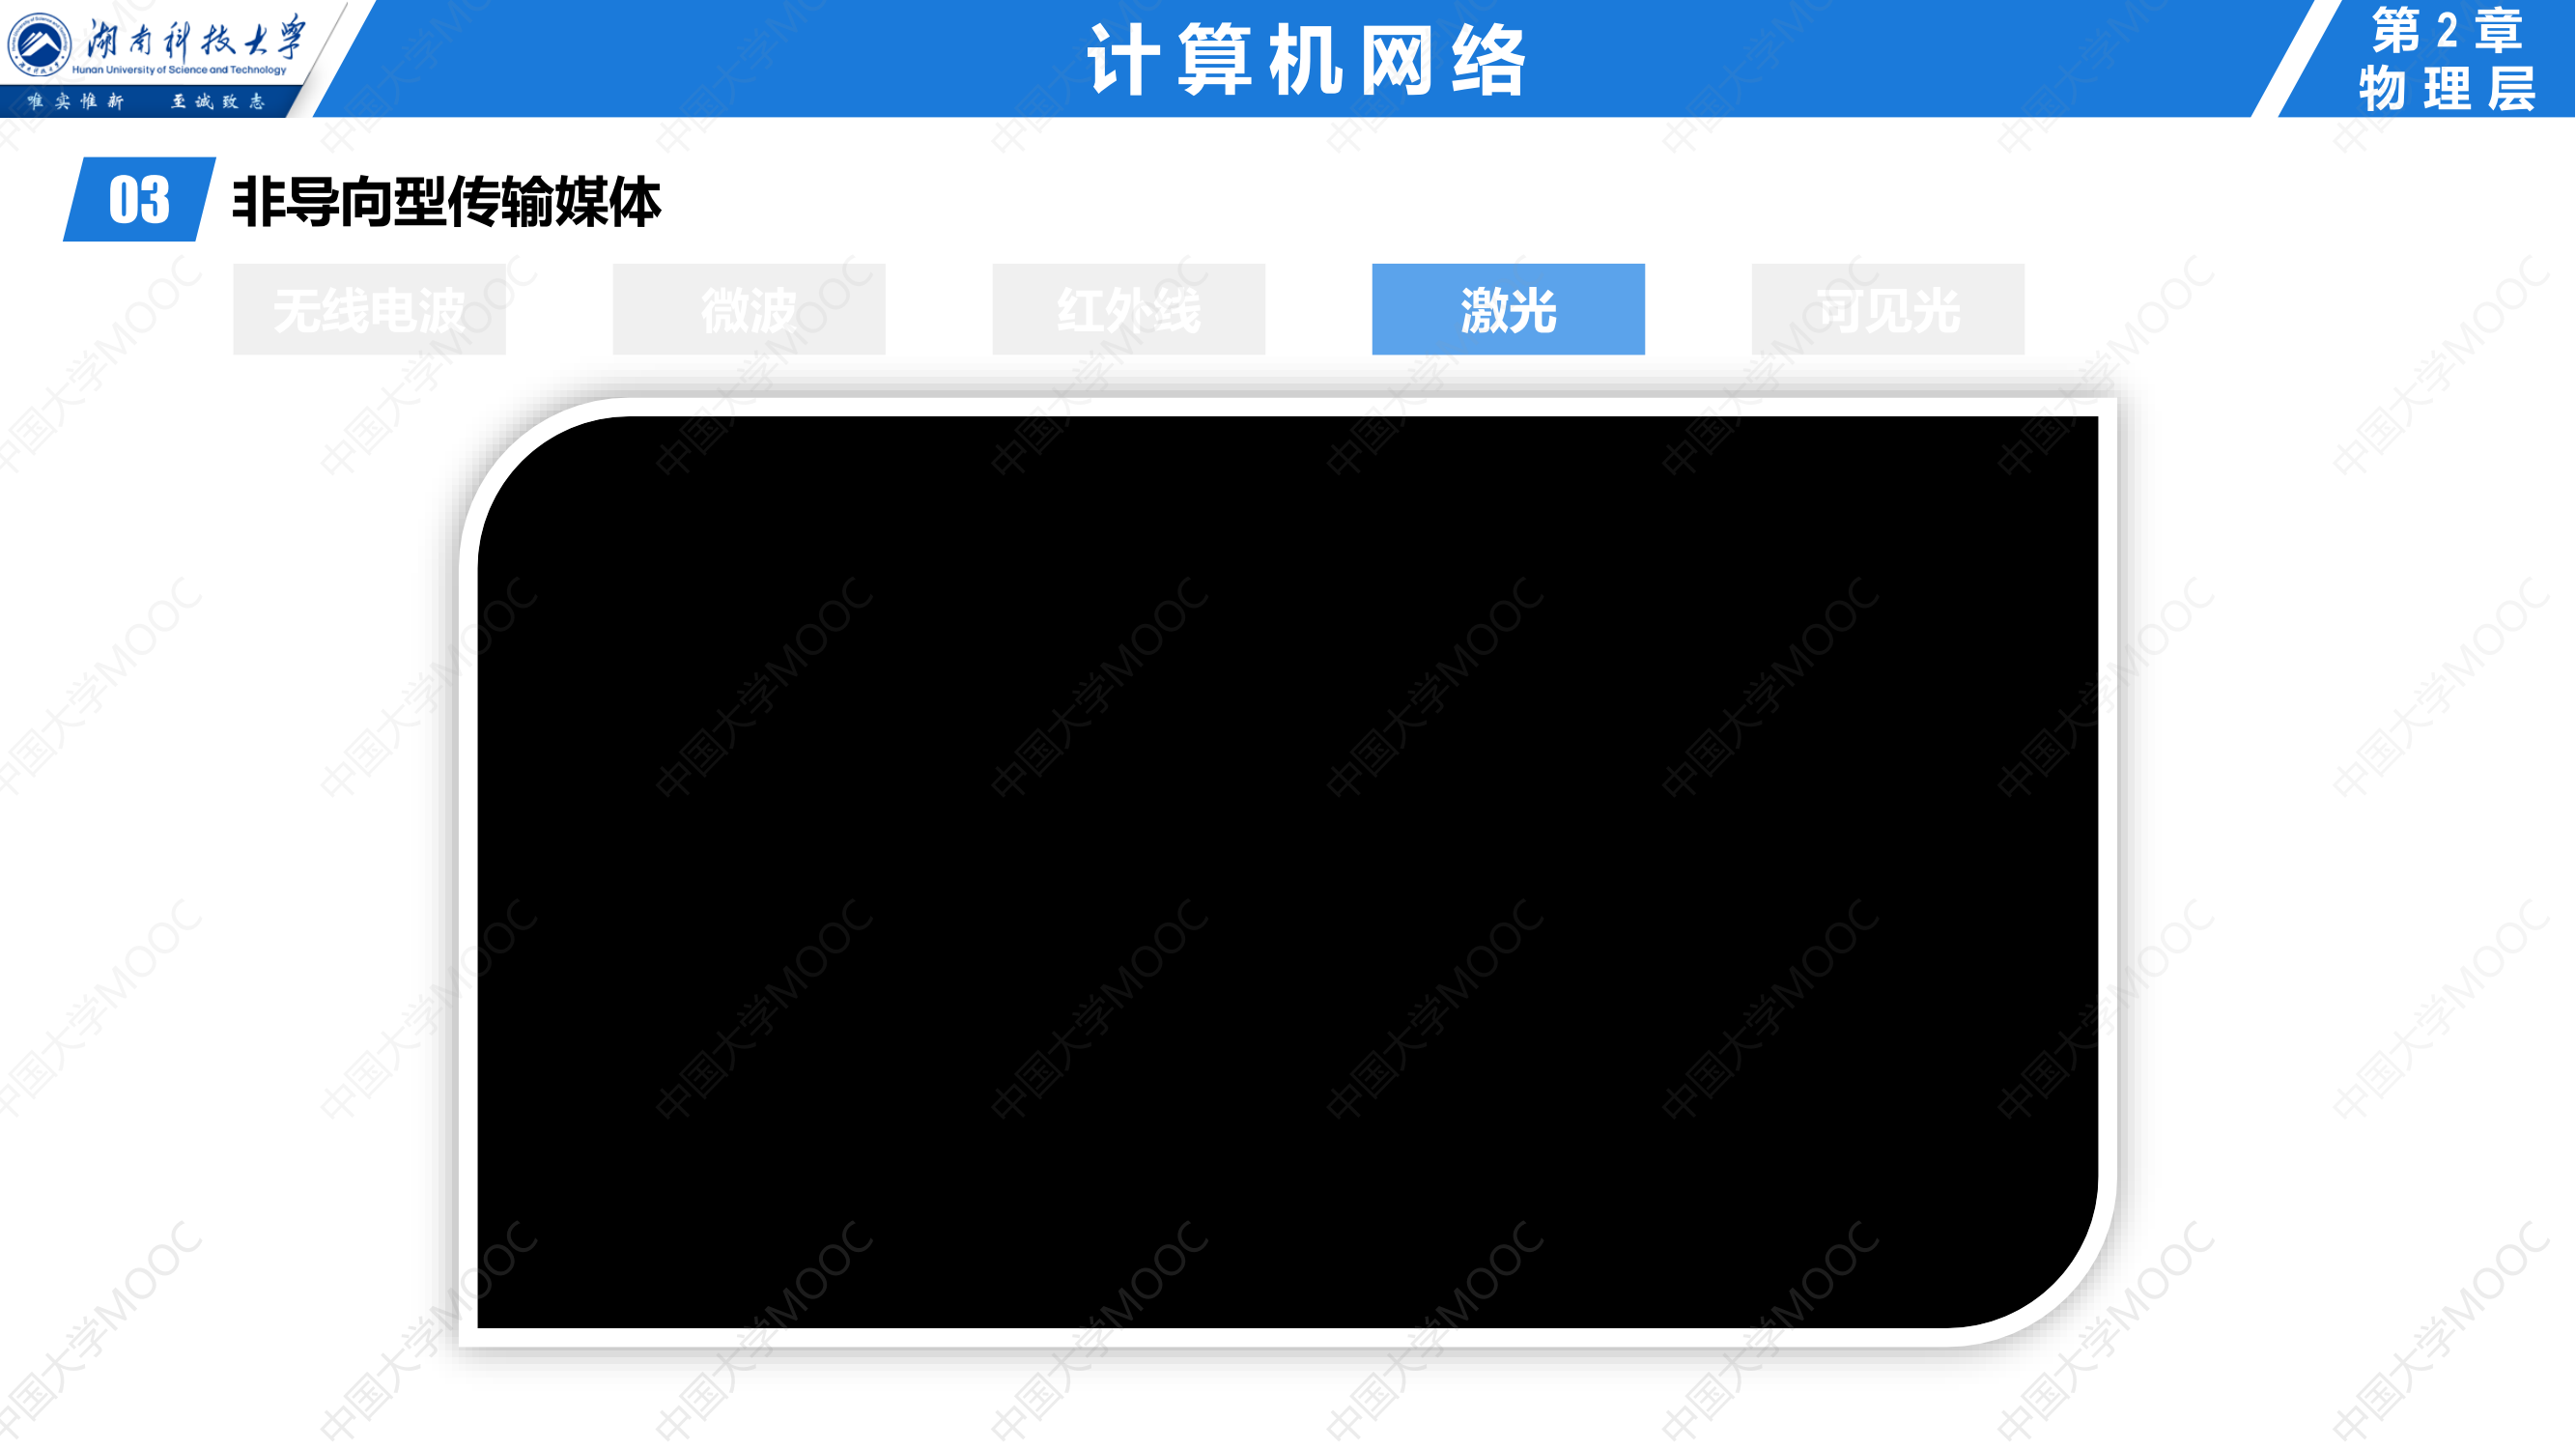 湖南科技大学
Hunan University of Science and Technology
唯实惟新 至诚致志
计算机网络
第2章
物理层
03 非导向型传输媒体
无线电波 微波 红外线 激光 可见光
中国大学MOOC